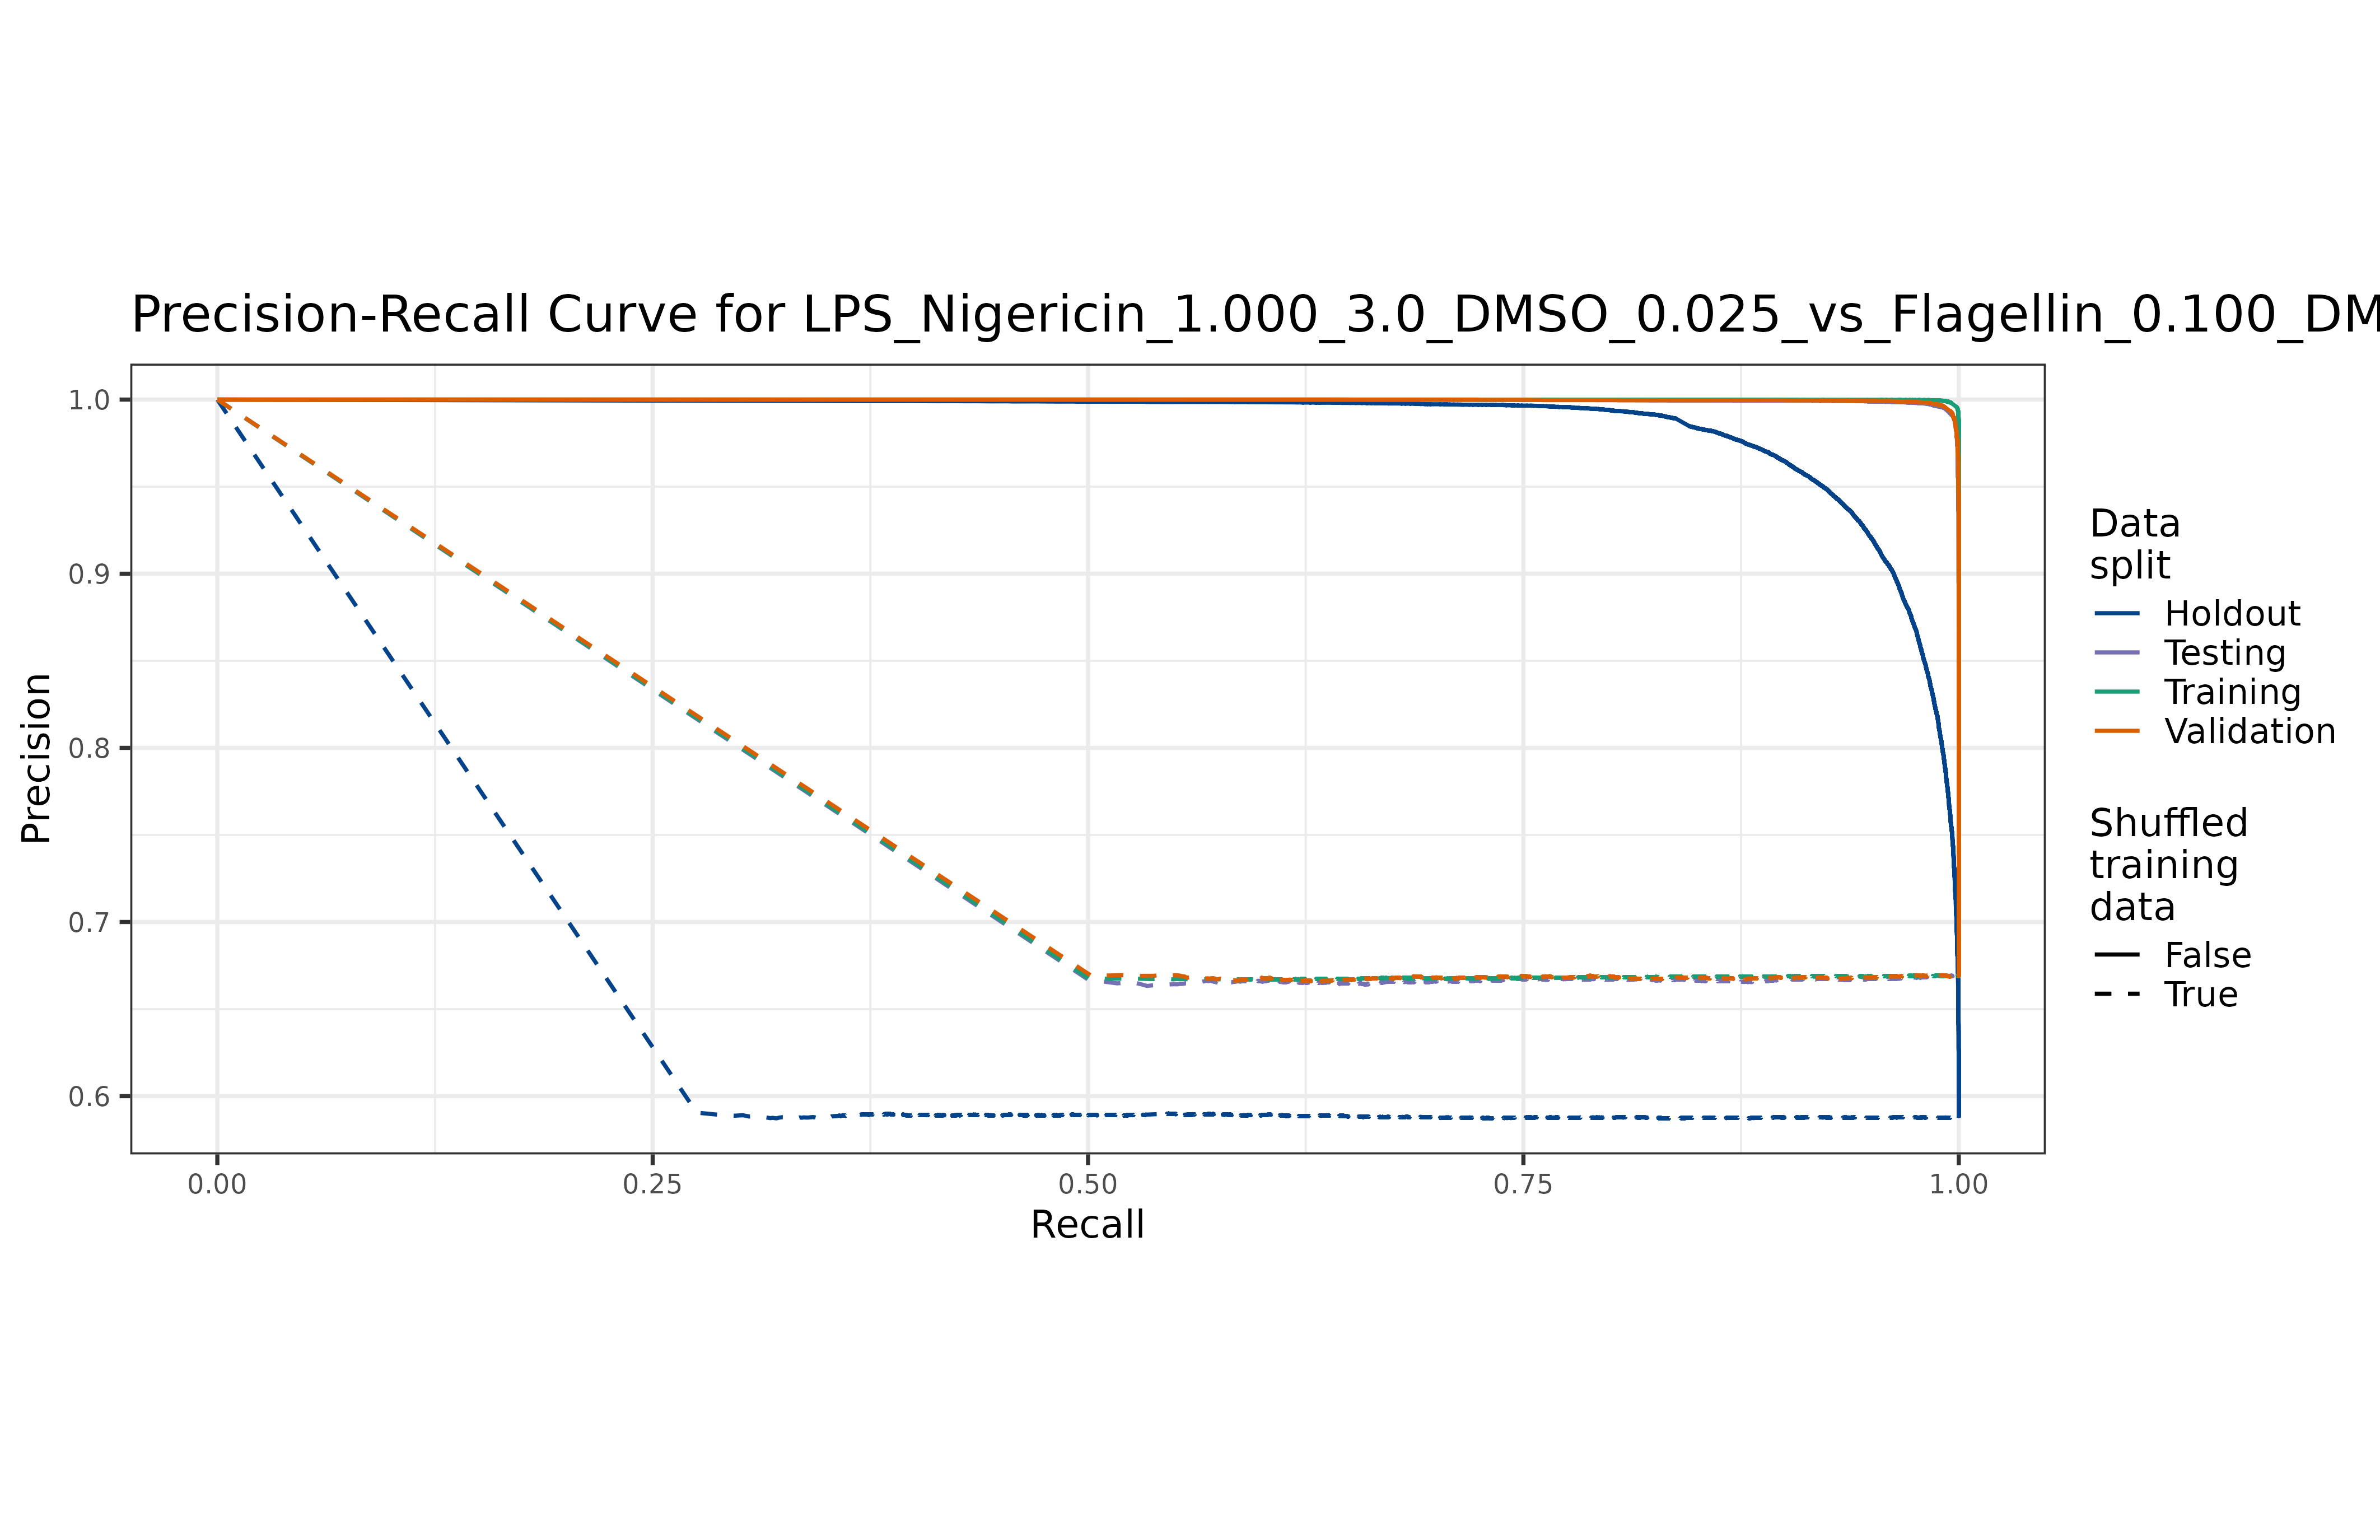 Precision-Recall Curve for LPS_Nigericin_1.000_3.0_DMSO_0.025_vs_Flagellin_0.100_DM
1.0
0.9
0.8
0.7
0.6
Precision
0.00 0.25 0.50 0.75 1.00
Recall
Data
split
Holdout
Testing
Training
Validation
Shuffled
training
data
False
True